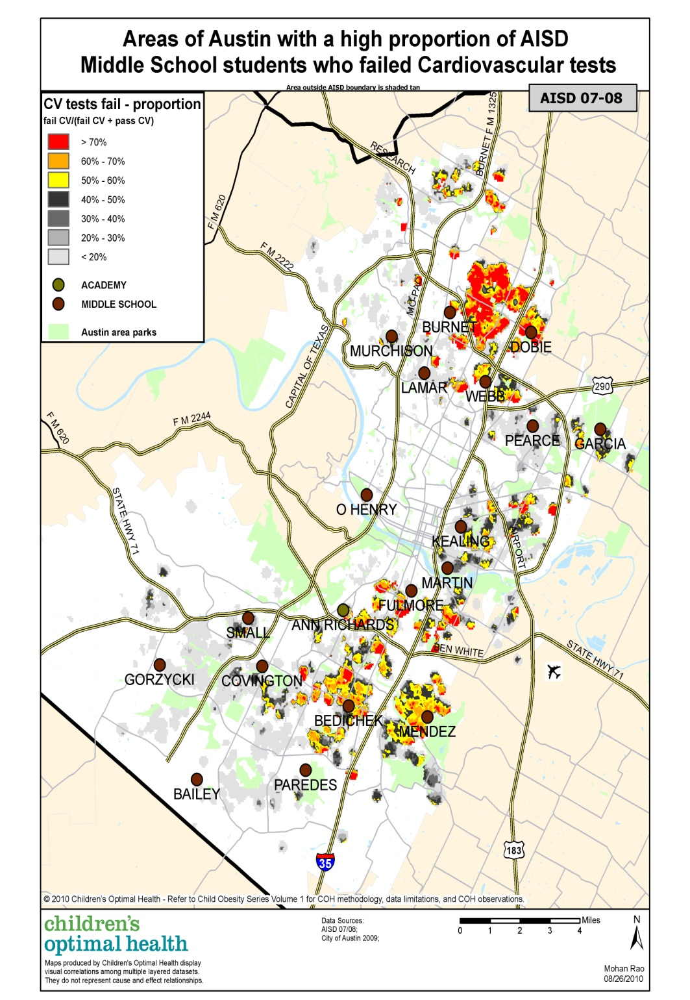 Areas of Austin with a high proportion of AISD
Middle School students who failed Cardiovascular tests
Area outside AISD boundary is shaded tan
AISD 07-08
CV tests fail - proportion
fail CV/(fail CV + pass CV)
> 70%
60% - 70%
50% - 60%
40% - 50%
30% - 40%
20% - 30%
< 20%
ACADEMY
MIDDLE SCHOOL
Austin area parks
RESEARCH
BURNET F M 1325
F M 620
F M 2222
MO-PAC
BURNET
DOBIE
MURCHISON
CAPITAL OF TEXAS
LAMAR
WEBB
290
F M 620
F M 2244
PEARCE
GARCIA
STATE HWY 71
O HENRY
KEALING
AIRPORT
MARTIN
FULMORE
ANN RICHARDS
SMALL
BEN WHITE
STATE HWY 71
GORZYCKI
COVINGTON
BEDICHEK
MENDEZ
PAREDES
BAILEY
183
35
© 2010 Children's Optimal Health - Refer to Child Obesity Series Volume 1 for COH methodology, data limitations, and COH observations.
children's
optimal health
Maps produced by Children's Optimal Health display
visual correlations among multiple layered datasets.
They do not represent cause and effect relationships.
Data Sources:
AISD 07/08;
City of Austin 2009;
Miles
0 1 2 3 4
N
Mohan Rao
08/26/2010